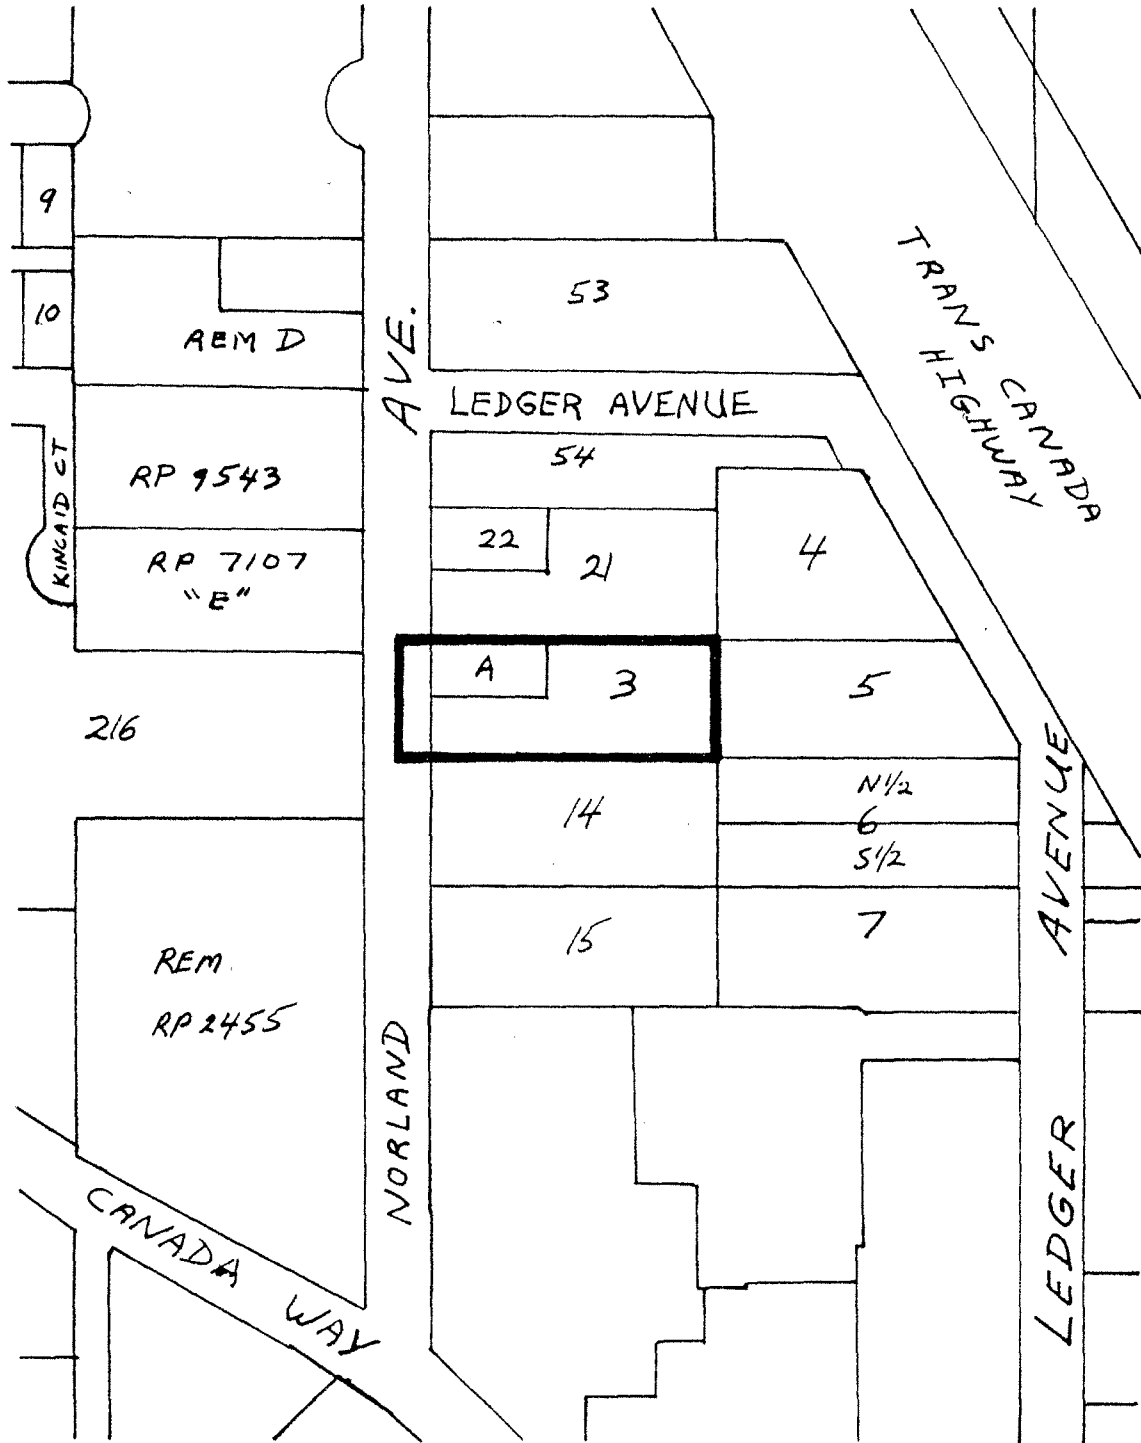 9
10
REM D
53
TRANS CANADA
HIGHWAY
AVE.
LEDGER AVENUE
KINCAID CT
RP 9543
54
22
21
4
RP 7107
"E"
A
3
5
216
14
N1/2
6
S1/2
AVENUE
15
7
REM.
RP 2455
NORLAND
CANADA WAY
LEDGER